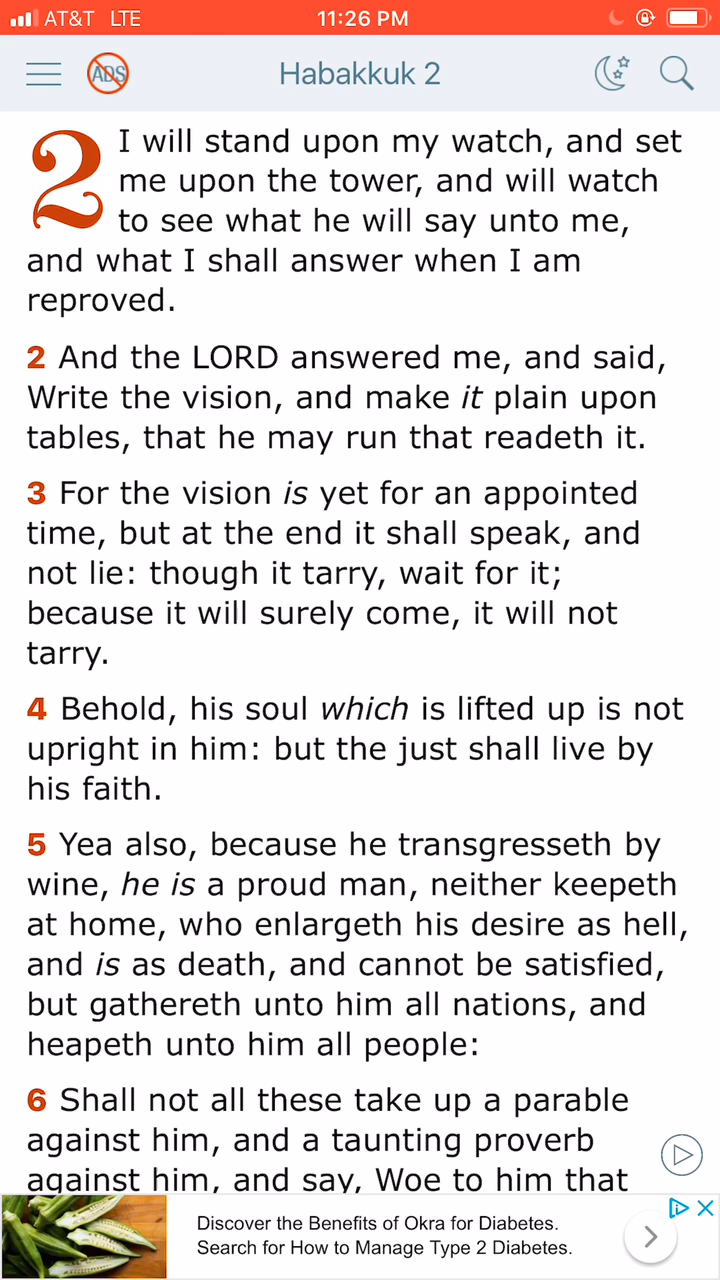 AT&T LTE 11:26 PM
ADS Habakkuk 2
2 I will stand upon my watch, and set
me upon the tower, and will watch
to see what he will say unto me,
and what I shall answer when I am
reproved.
2 And the LORD answered me, and said,
Write the vision, and make it plain upon
tables, that he may run that readeth it.
3 For the vision is yet for an appointed
time, but at the end it shall speak, and
not lie: though it tarry, wait for it;
because it will surely come, it will not
tarry.
4 Behold, his soul which is lifted up is not
upright in him: but the just shall live by
his faith.
5 Yea also, because he transgresseth by
wine, he is a proud man, neither keepeth
at home, who enlargeth his desire as hell,
and is as death, and cannot be satisfied,
but gathereth unto him all nations, and
heapeth unto him all people:
6 Shall not all these take up a parable
against him, and a taunting proverb
against him, and say, Woe to him that
Discover the Benefits of Okra for Diabetes.
Search for How to Manage Type 2 Diabetes.